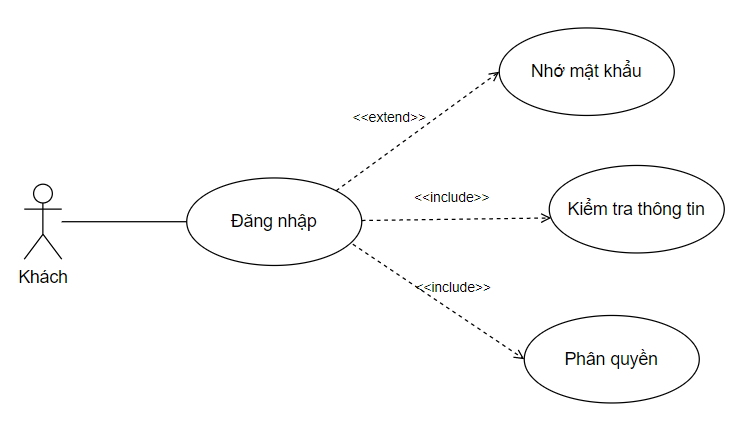 Nhớ mật khẩu
<<extend>>
<<include>>
Kiểm tra thông tin
Đăng nhập
Khách
<<include>>
Phân quyền